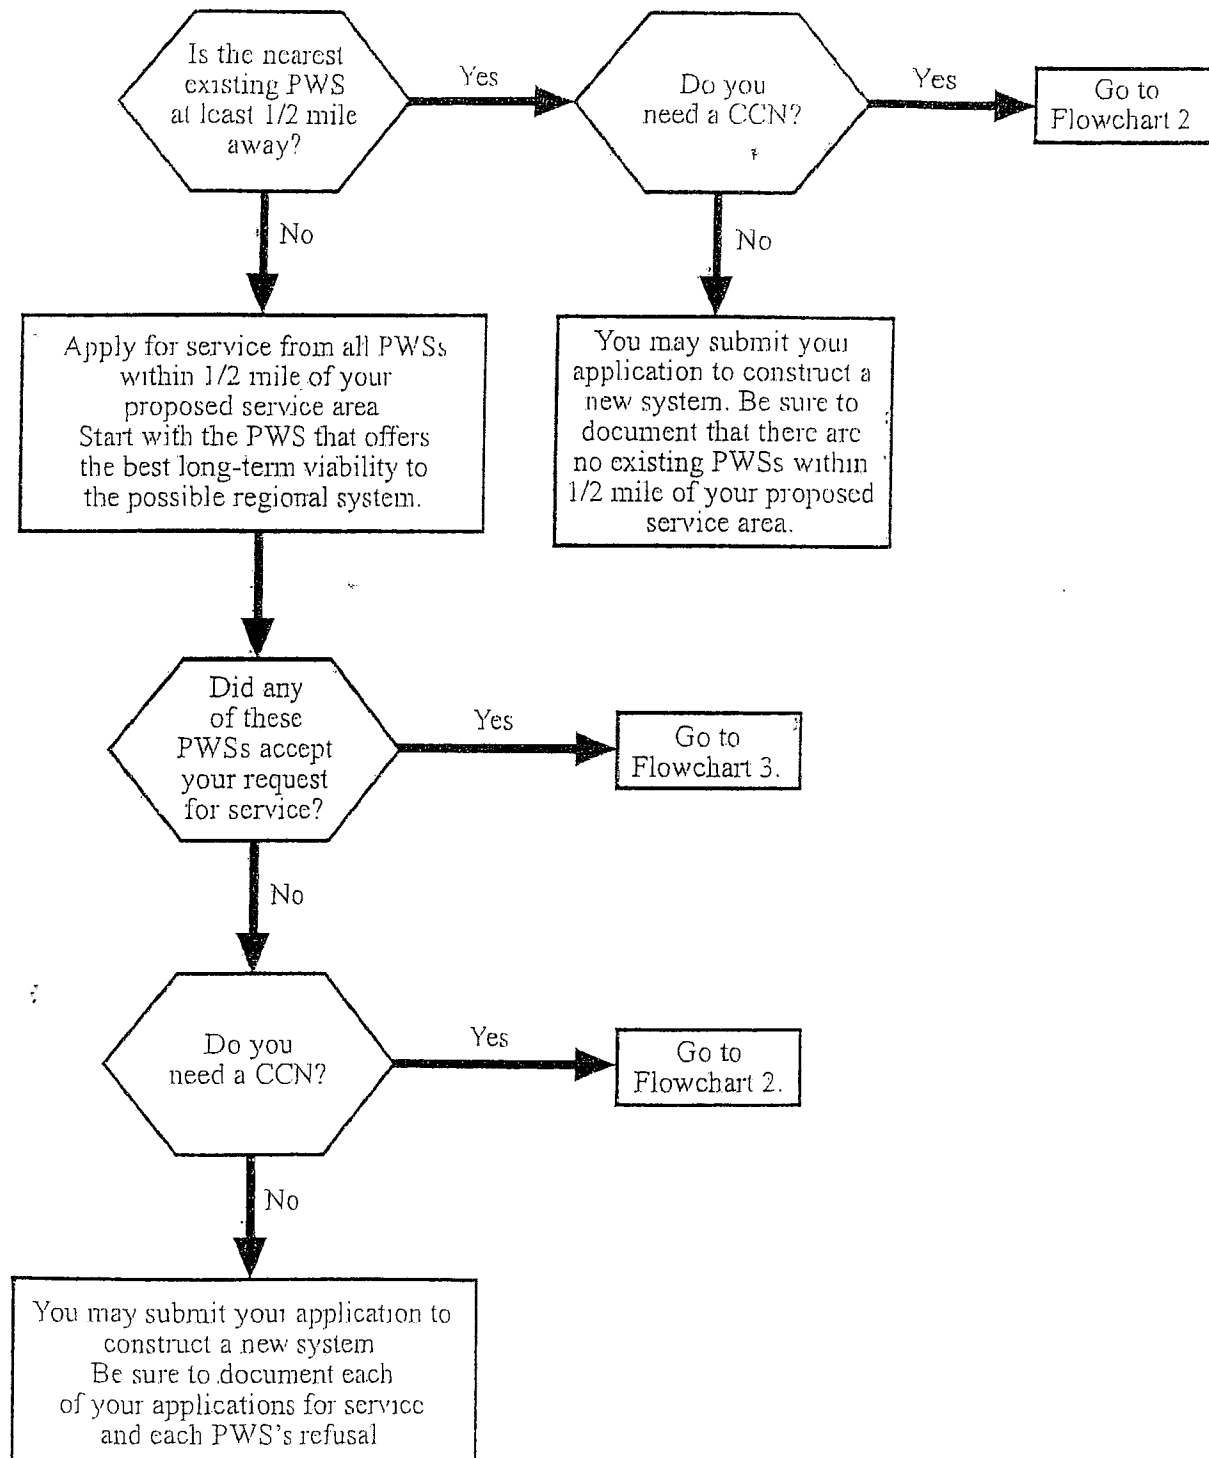 Is the nearest
existing PWS
at least 1/2 mile
away?
Yes
Do you
need a CCN?
Yes
Go to
Flowchart 2
No
No
Apply for service from all PWSs
within 1/2 mile of your
proposed service area
Start with the PWS that offers
the best long-term viability to
the possible regional system.
You may submit your
application to construct a
new system. Be sure to
document that there are
no existing PWSs within
1/2 mile of your proposed
service area.
Did any
of these
PWSs accept
your request
for service?
Yes
Go to
Flowchart 3.
No
Do you
need a CCN?
Yes
Go to
Flowchart 2.
No
You may submit your application to
construct a new system
Be sure to document each
of your applications for service
and each PWS's refusal